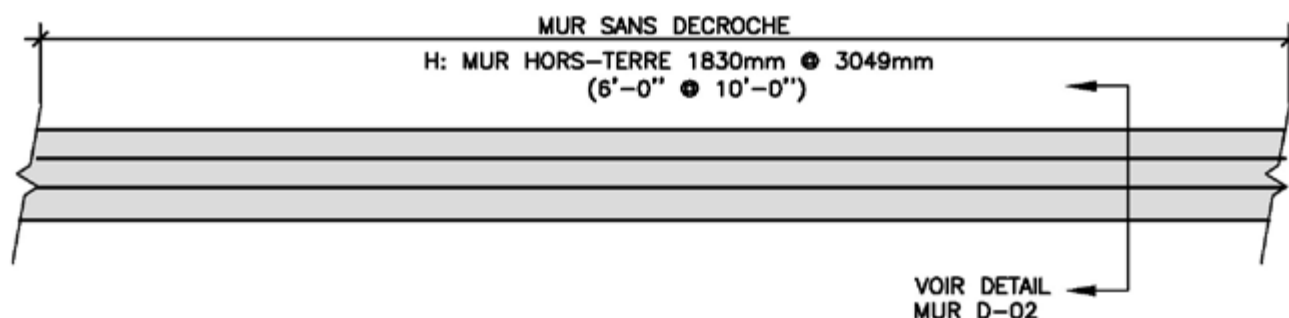 MUR SANS DECROCHE
H: MUR HORS-TERRE 1830mm @ 3049mm
(6'-0" @ 10'-0")
VOIR DETAIL
MUR D-02